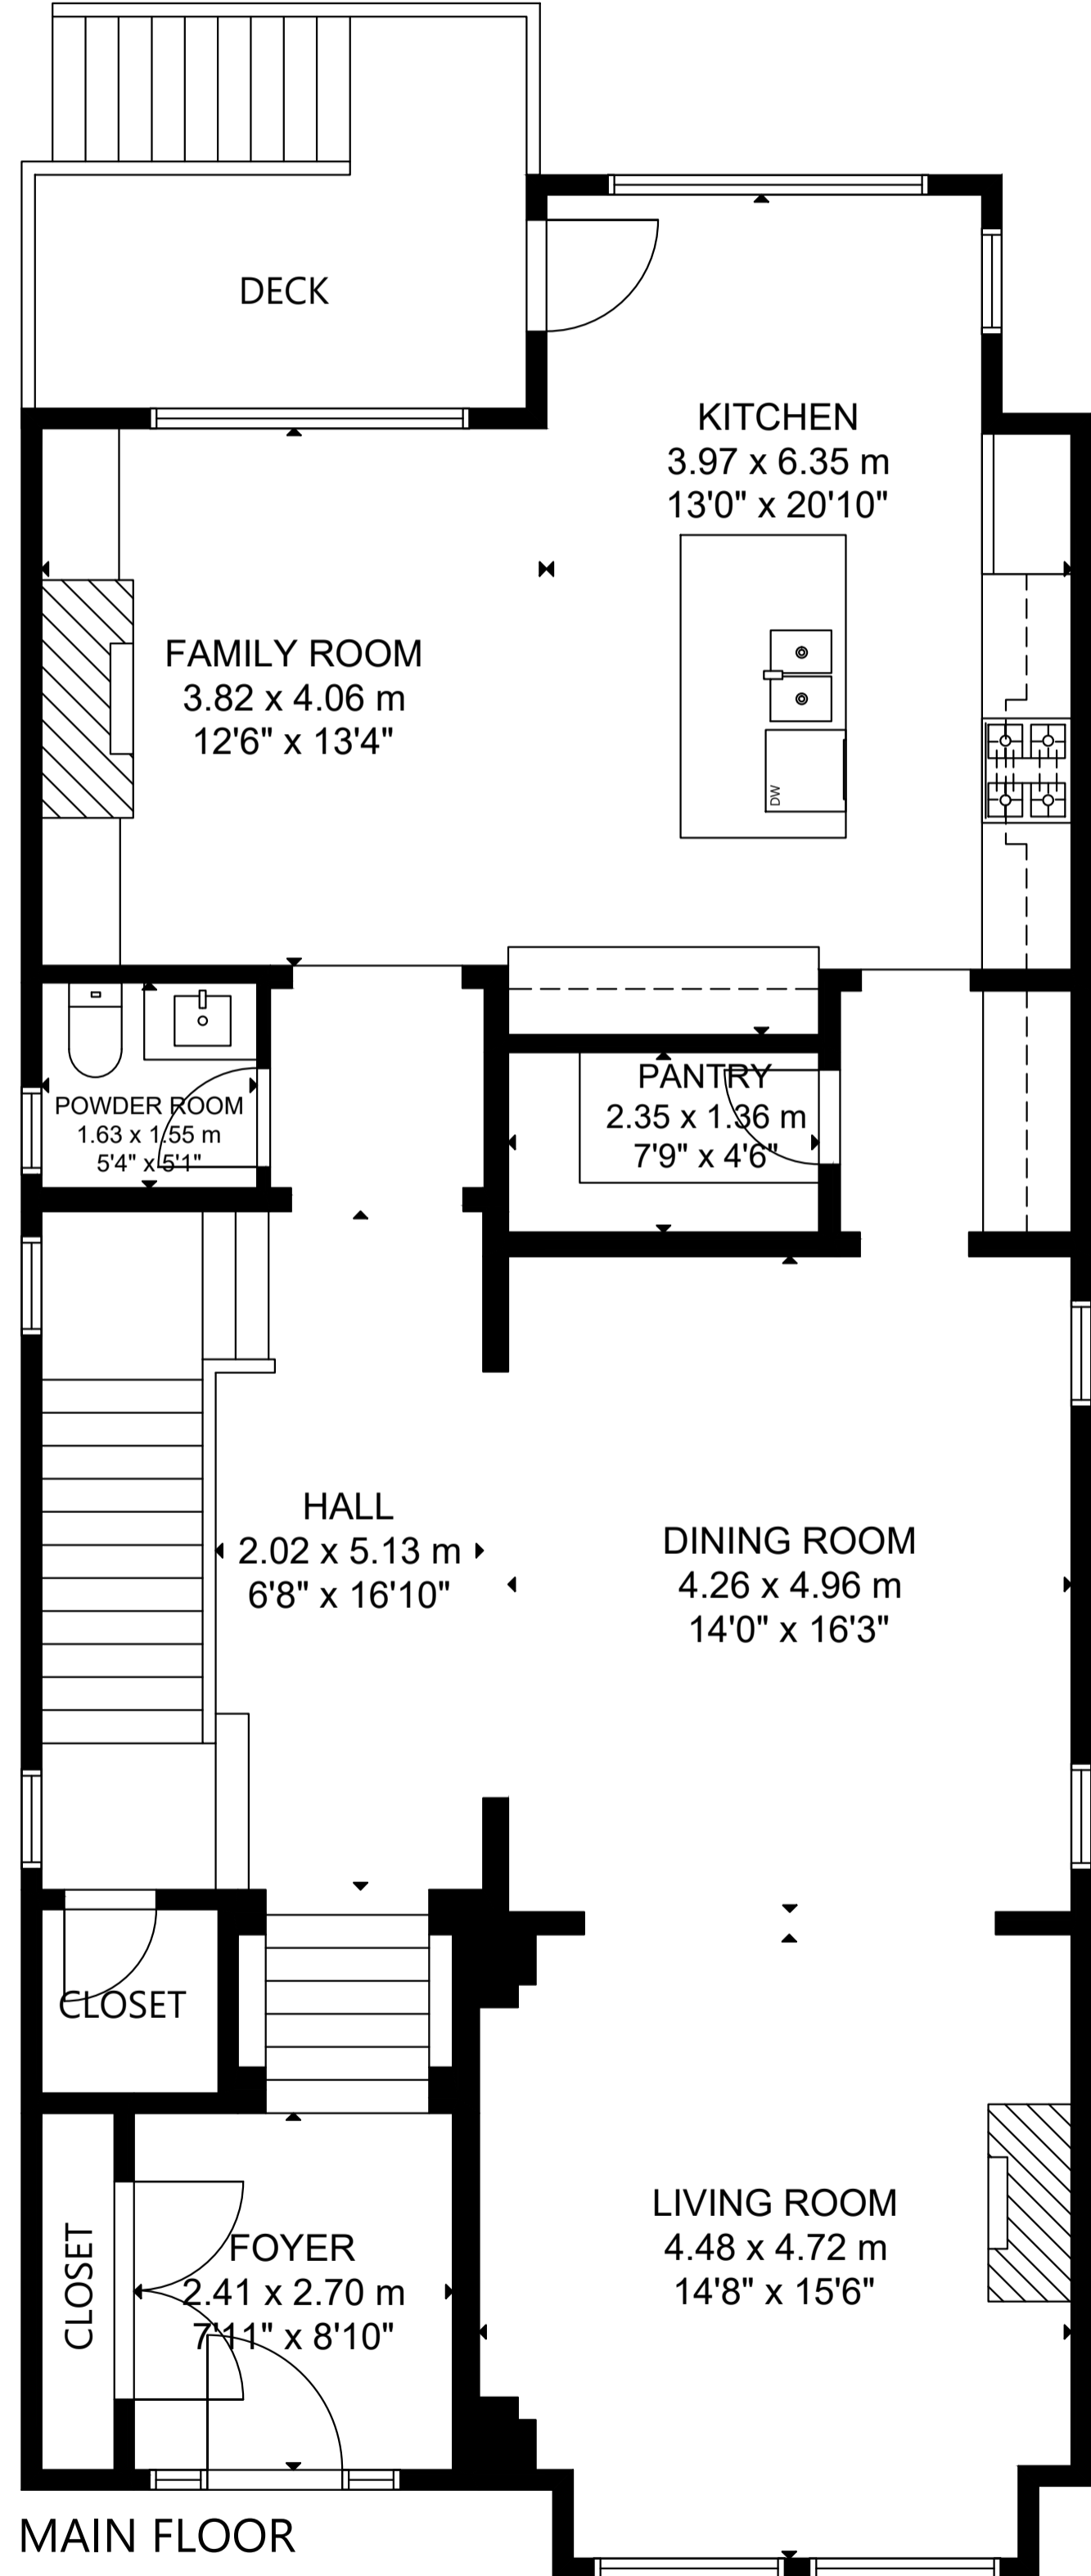 DECK
KITCHEN
3.97 x 6.35 m
13'0" x 20'10"
FAMILY ROOM
3.82 x 4.06 m
12'6" x 13'4"
DW
POWDER ROOM
1.63 x 1.55 m
5'4" x 5'1"
PANTRY
2.35 x 1.36 m
7'9" x 4'6"
HALL
2.02 x 5.13 m
6'8" x 16'10"
DINING ROOM
4.26 x 4.96 m
14'0" x 16'3"
CLOSET
LIVING ROOM
4.48 x 4.72 m
14'8" x 15'6"
CLOSET
FOYER
2.41 x 2.70 m
7'11" x 8'10"
MAIN FLOOR